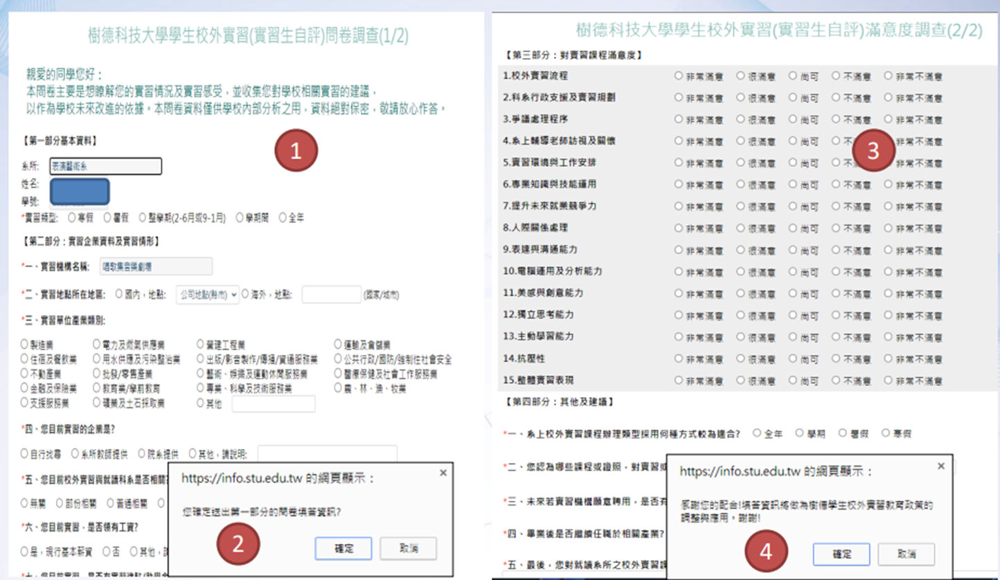 樹德科技大學學生校外實習(實習生自評)問卷調查(1/2)
親愛的同學您好：
本問卷主要是想瞭解您的實習情況及實習感受，並收集您對學校相關實習的建議，
以作為學校未來改進的依據。本問卷資料僅供學校內部分析之用，資料絕對保密，敬請放心作答。
【第一部分基本資料】
1
系所: 表演藝術系
姓名:
學號:
*實習類型: 寒假 暑假 整學期(2-6月或9-1月) 學期間 全年
【第二部分：實習企業資料及實習情形】
*一、實習機構名稱: 唱歌集音樂劇場
*二、實習地點所在地區: 國內，地點: 公司地點(縣市) 海外，地點: (國家/城市)
*三、實習單位產業類別:
製造業 電力及燃氣供應業 營建工程業 運輸及倉儲業
住宿及餐飲業 用水供應及污染整治業 出版/影音製作/傳播/資通服務業 公共行政/國防/強制性社會安全
不動產業 批發/零售產業 藝術、娛樂及運動休閒服務業 醫療保健及社會工作服務業
金融及保險業 教育業/學前教育 專業、科學及技術服務業 農、林、漁、牧業
支援服務業 礦業及土石採取業 其他
*四、您目前實習的企業是?
自行找尋 系所教師提供 院系提供 其他，請說明:
*五、您目前校外實習與就讀科系是否相關
無關 部份相關 普通相關
*六、您目前實習，是否領有工資?
是，現行基本薪資 否 其他，
https://info.stu.edu.tw 的網頁顯示：
您確定送出第一部分的問卷填答資訊?
2
確定 取消
樹德科技大學學生校外實習(實習生自評)滿意度調查(2/2)
【第三部分：對實習課程滿意度】
1.校外實習流程 非常滿意 很滿意 尚可 不滿意 非常不滿意
2.科系行政支援及實習規劃 非常滿意 很滿意 尚可 不滿意 非常不滿意
3.爭議處理程序 非常滿意 很滿意 尚可 不滿意 非常不滿意
4.系上輔導老師訪視及關懷 非常滿意 很滿意 尚可 不 非常不滿意
3
5.實習環境與工作安排 非常滿意 很滿意 尚可 不 非常不滿意
6.專業知識與技能運用 非常滿意 很滿意 尚可 不滿意 非常不滿意
7.提升未來就業競爭力 非常滿意 很滿意 尚可 不滿意 非常不滿意
8.人際關係處理 非常滿意 很滿意 尚可 不滿意 非常不滿意
9.表達與溝通能力 非常滿意 很滿意 尚可 不滿意 非常不滿意
10.電腦運用及分析能力 非常滿意 很滿意 尚可 不滿意 非常不滿意
11.美感與創意能力 非常滿意 很滿意 尚可 不滿意 非常不滿意
12.獨立思考能力 非常滿意 很滿意 尚可 不滿意 非常不滿意
13.主動學習能力 非常滿意 很滿意 尚可 不滿意 非常不滿意
14.抗壓性 非常滿意 很滿意 尚可 不滿意 非常不滿意
15.整體實習表現 非常滿意 很滿意 尚可 不滿意 非常不滿意
【第四部分：其他及建議】
*一、系上校外實習課程辦理類型採用何種方式較為適合? 全年 學期 暑假 寒假
*二、您認為哪些課程或證照，對實習或
*三、未來若實習機構願意聘用，是否有
*四、畢業後是否繼續任職於相關產業?
*五、最後，您對就讀系所之校外實習課
https://info.stu.edu.tw 的網頁顯示：
感謝您的配合!填答資訊將做為樹德學生校外實習教育政策的
調整與應用。謝謝!
4
確定 取消